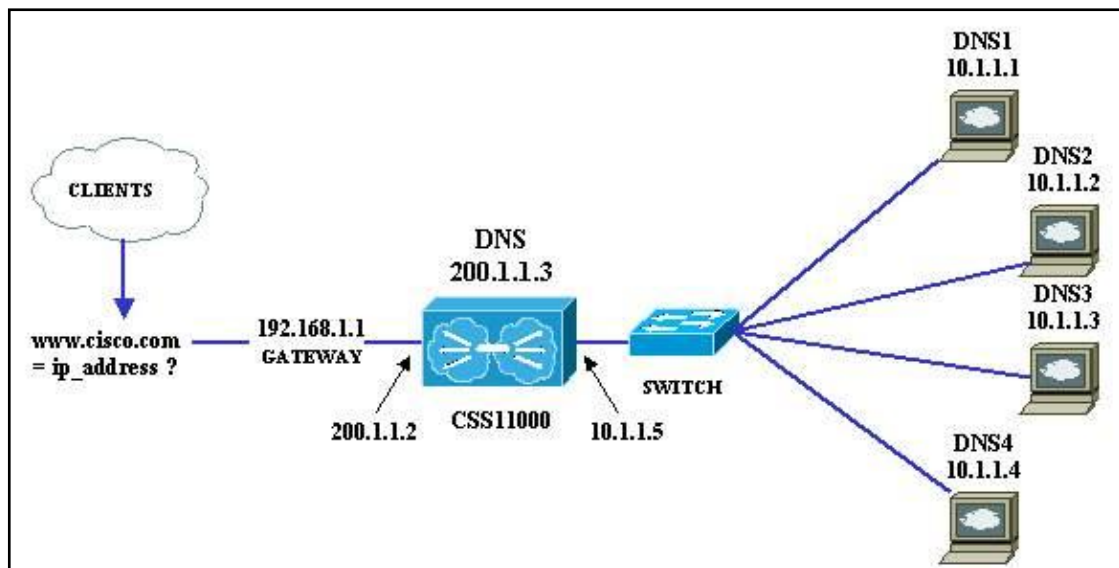 CLIENTS
www.cisco.com
= ip_address ?
192.168.1.1
GATEWAY
200.1.1.2
DNS
200.1.1.3
CSS11000
10.1.1.5
SWITCH
DNS1
10.1.1.1
DNS2
10.1.1.2
DNS3
10.1.1.3
DNS4
10.1.1.4